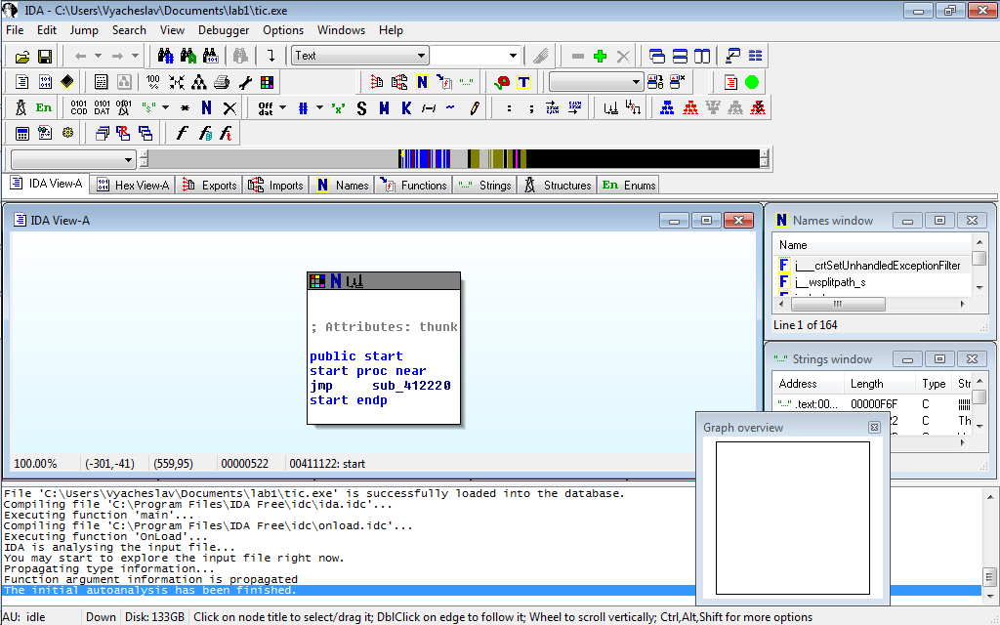 IDA - C:\Users\Vyacheslav\Documents\lab1\tic.exe
File Edit Jump Search View Debugger Options Windows Help
Text
En
IDA View-A Hex View-A Exports Imports N Names Functions Strings Structures En Enums
IDA View-A
; Attributes: thunk
public start
start proc near
jmp sub_412220
start endp
100.00% (-301,-41) (559,95) 00000522 00411122: start
N Names window
Name
F j___crtSetUnhandledExceptionFilter
F j__wsplitpath_s
Line 1 of 164
Strings window
Address Length Type Str
.text:00... 00000F6F C
C Th
C
Graph overview
File 'C:\Users\Vyacheslav\Documents\lab1\tic.exe' is successfully loaded into the database.
Compiling file 'C:\Program Files\IDA Free\idc\ida.idc'...
Executing function 'main'...
Compiling file 'C:\Program Files\IDA Free\idc\onload.idc'...
Executing function 'OnLoad'...
IDA is analysing the input file...
You may start to explore the input file right now.
Propagating type information...
Function argument information is propagated
The initial autoanalysis has been finished.
AU: idle Down Disk: 133GB Click on node title to select/drag it; DblClick on edge to follow it; Wheel to scroll vertically; Ctrl,Alt,Shift for more options